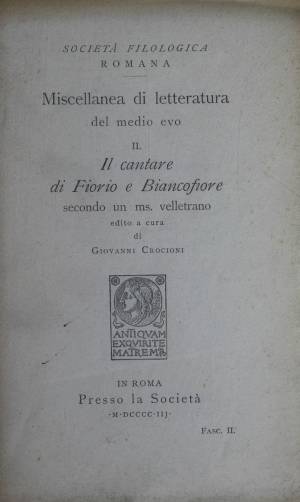 SOCIETÀ FILOLOGICA
ROMANA
Miscellanea di letteratura
del medio evo
II.
Il cantare
di Fiorio e Biancofiore
secondo un ms. velletrano
edito a cura
di
GIOVANNI CROCIONI
ANTIQVAM
EXQVIRITE
MATREM
IN ROMA
Presso la Società
·M·DCCCC·IIJ·
FASC. II.